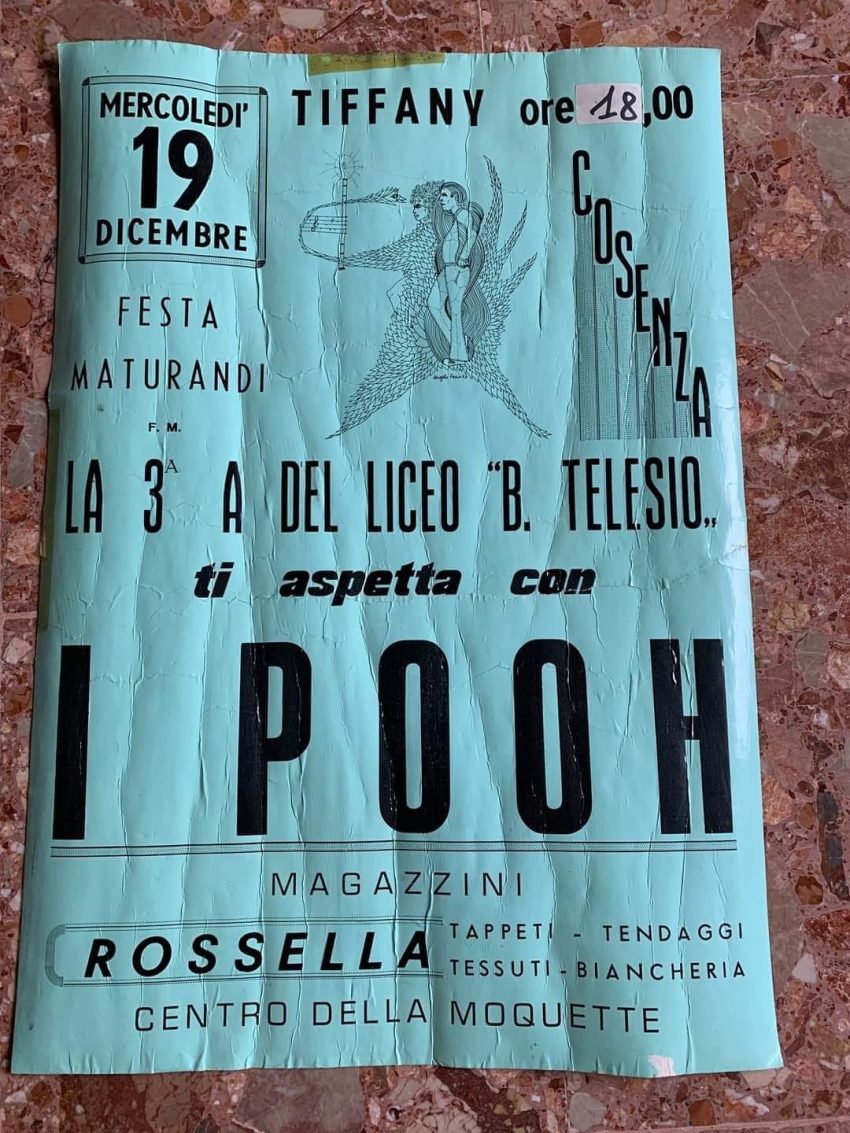 MERCOLEDI'
19
DICEMBRE
TIFFANY ore 18,00
COSENZA
FESTA
MATURANDI
F. M.
LA 3ᴬ A DEL LICEO "B. TELESIO„
ti aspetta con
I POOH
MAGAZZINI
ROSSELLA
TAPPETI - TENDAGGI
TESSUTI - BIANCHERIA
CENTRO DELLA MOQUETTE